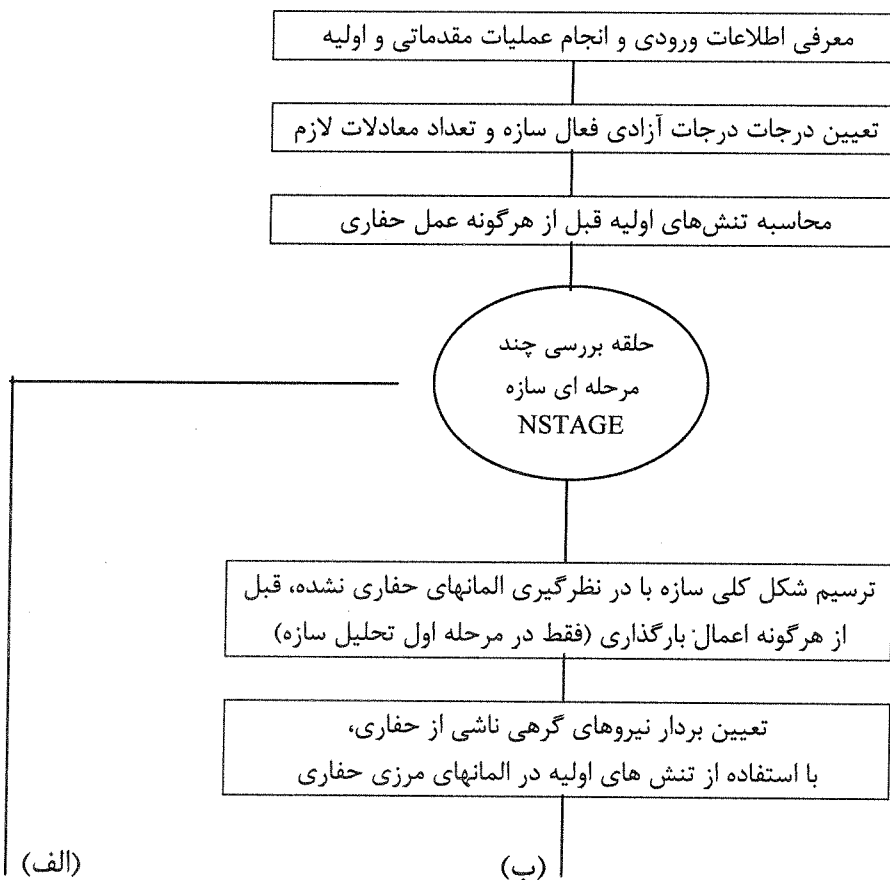 معرفی اطلاعات ورودی و انجام عملیات مقدماتی و اولیه
تعیین درجات درجات آزادی فعال سازه و تعداد معادلات لازم
محاسبه تنش‌های اولیه قبل از هرگونه عمل حفاری
حلقه بررسی چند
مرحله ای سازه
NSTAGE
ترسیم شکل کلی سازه با در نظرگیری المانهای حفاری نشده، قبل
از هرگونه اعمال بارگذاری (فقط در مرحله اول تحلیل سازه)
تعیین بردار نیروهای گرهی ناشی از حفاری،
با استفاده از تنش های اولیه در المانهای مرزی حفاری
(ب)
(الف)